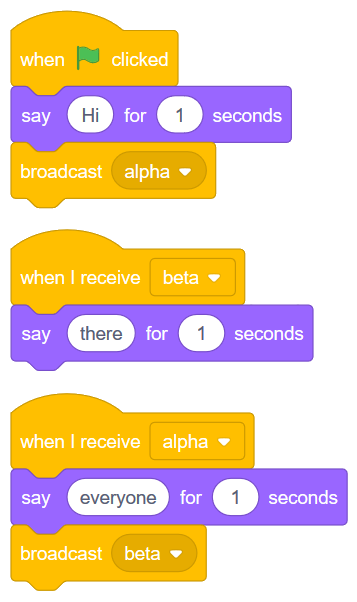 when clicked
say Hi for 1 seconds
broadcast alpha
when I receive beta
say there for 1 seconds
when I receive alpha
say everyone for 1 seconds
broadcast beta